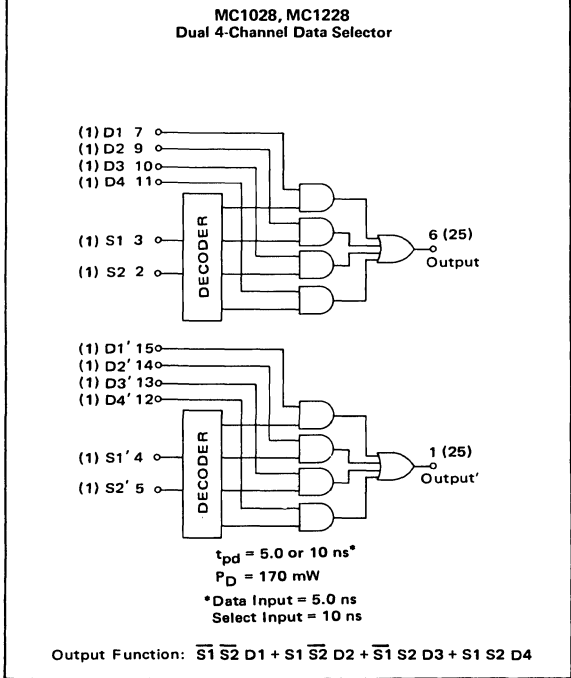 MC1028, MC1228
Dual 4-Channel Data Selector
(1) D1 7
(1) D2 9
(1) D3 10
(1) D4 11
(1) S1 3
(1) S2 2
DECODER
6 (25)
Output
(1) D1' 15
(1) D2' 14
(1) D3' 13
(1) D4' 12
(1) S1' 4
(1) S2' 5
DECODER
1 (25)
Output'
tpd = 5.0 or 10 ns*
PD = 170 mW
*Data Input = 5.0 ns
Select Input = 10 ns
Output Function: S̅1̅ S̅2̅ D1 + S1 S̅2̅ D2 + S̅1̅ S2 D3 + S1 S2 D4